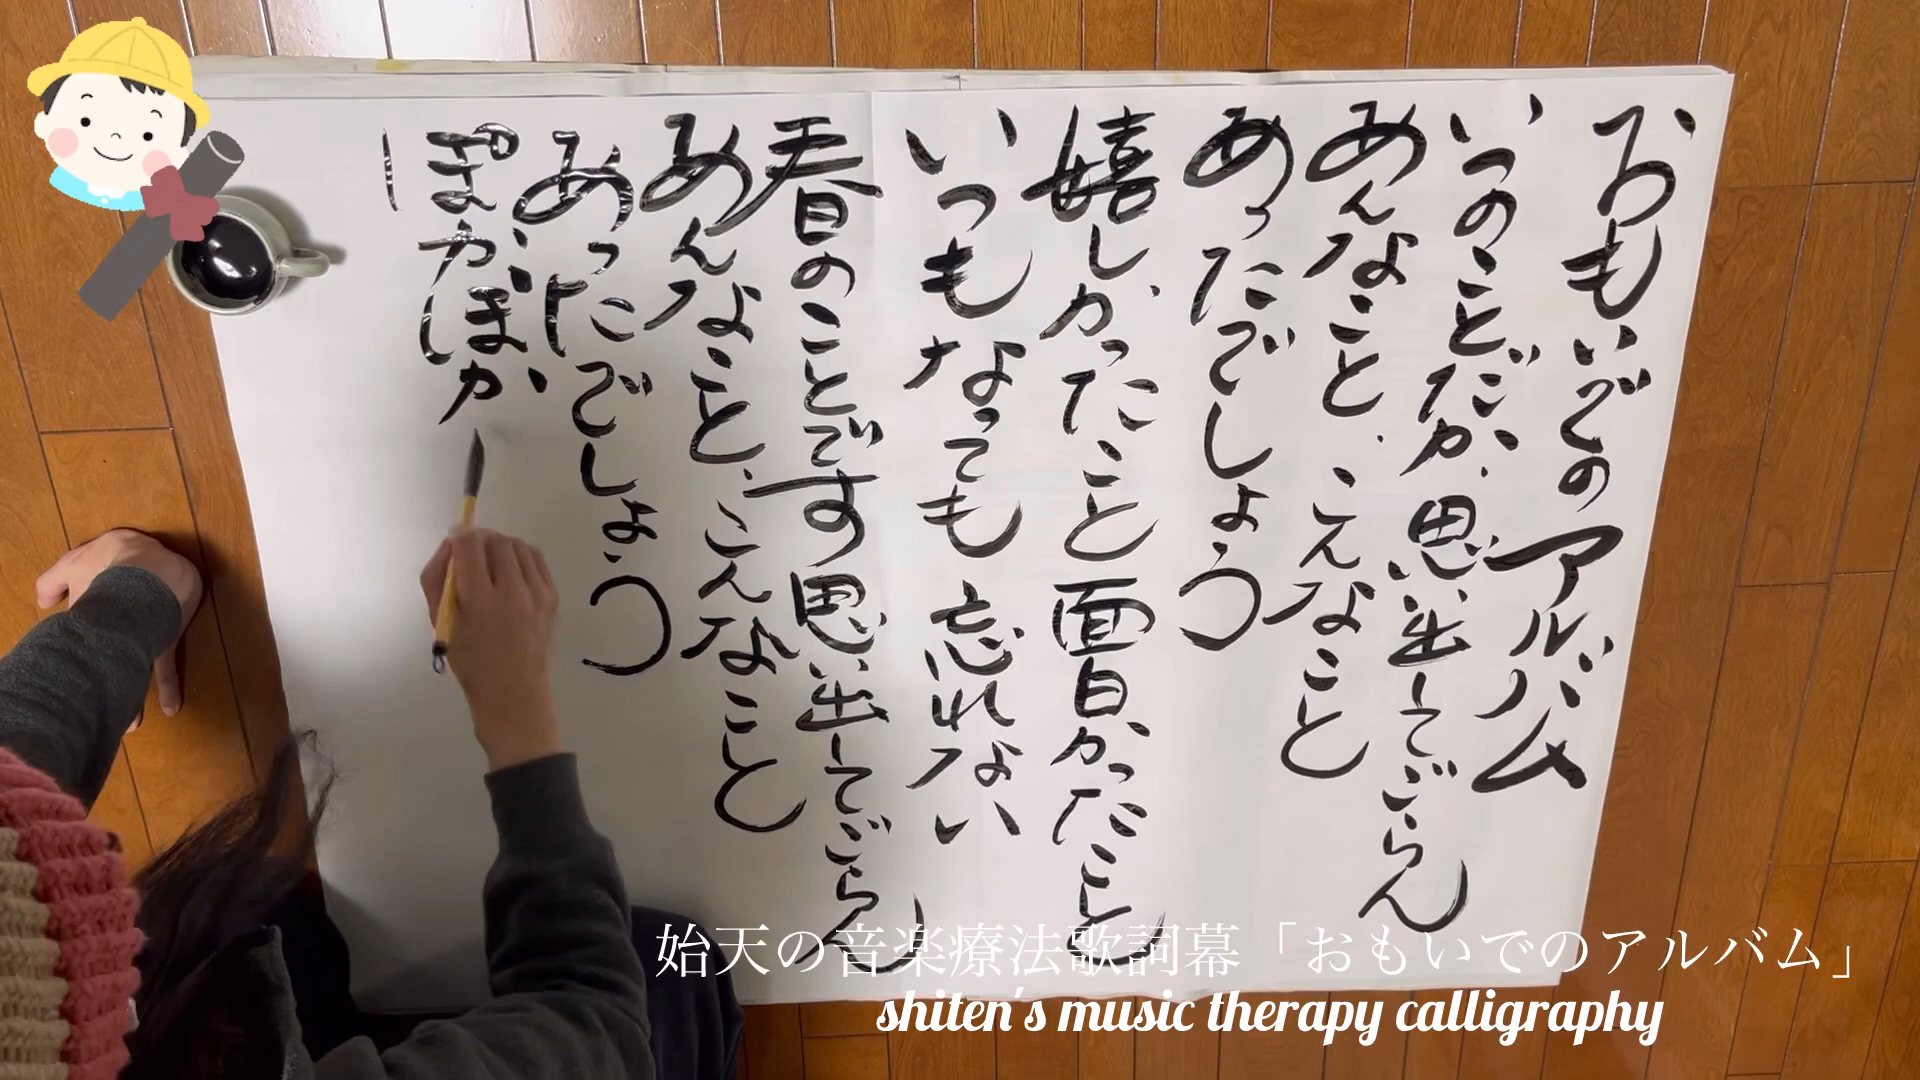 おもいでのアルバム
いつのことだか、思い出してごらん
あんなこと、こんなこと
あったでしょう
嬉しかったこと 面白かったこと
いつもなっても 忘れない
春のことです 思い出してごらん
あんなこと、こんなこと
あったでしょう
ぽかぽか
始天の音楽療法歌詞幕「おもいでのアルバム」
shiten's music therapy calligraphy